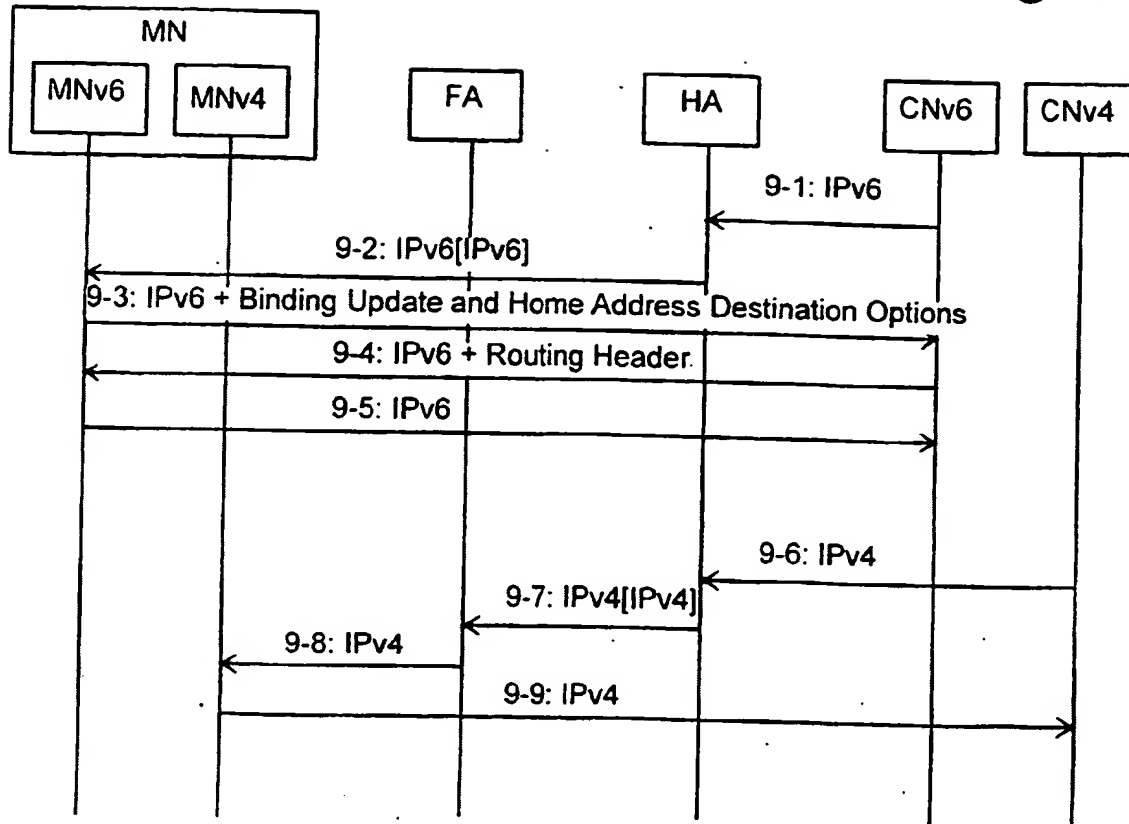 MN
MNv6
MNv4
FA
HA
CNv6
CNv4
9-1: IPv6
9-2: IPv6[IPv6]
9-3: IPv6 + Binding Update and Home Address Destination Options
9-4: IPv6 + Routing Header
9-5: IPv6
9-6: IPv4
9-7: IPv4[IPv4]
9-8: IPv4
9-9: IPv4